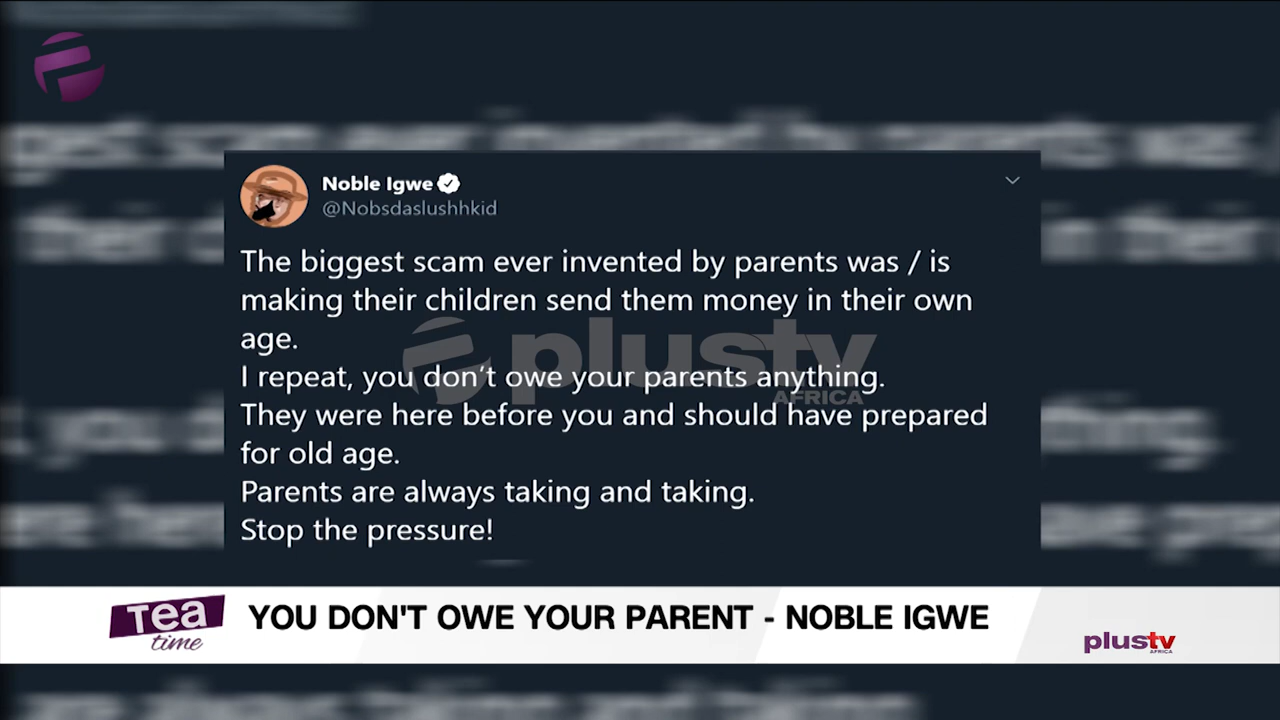 Noble Igwe
@Nobsdaslushhkid
The biggest scam ever invented by parents was / is
making their children send them money in their own
age.
I repeat, you don't owe your parents anything.
They were here before you and should have prepared
for old age.
Parents are always taking and taking.
Stop the pressure!
plustv
AFRICA
Tea
time
YOU DON'T OWE YOUR PARENT - NOBLE IGWE
plustv
AFRICA